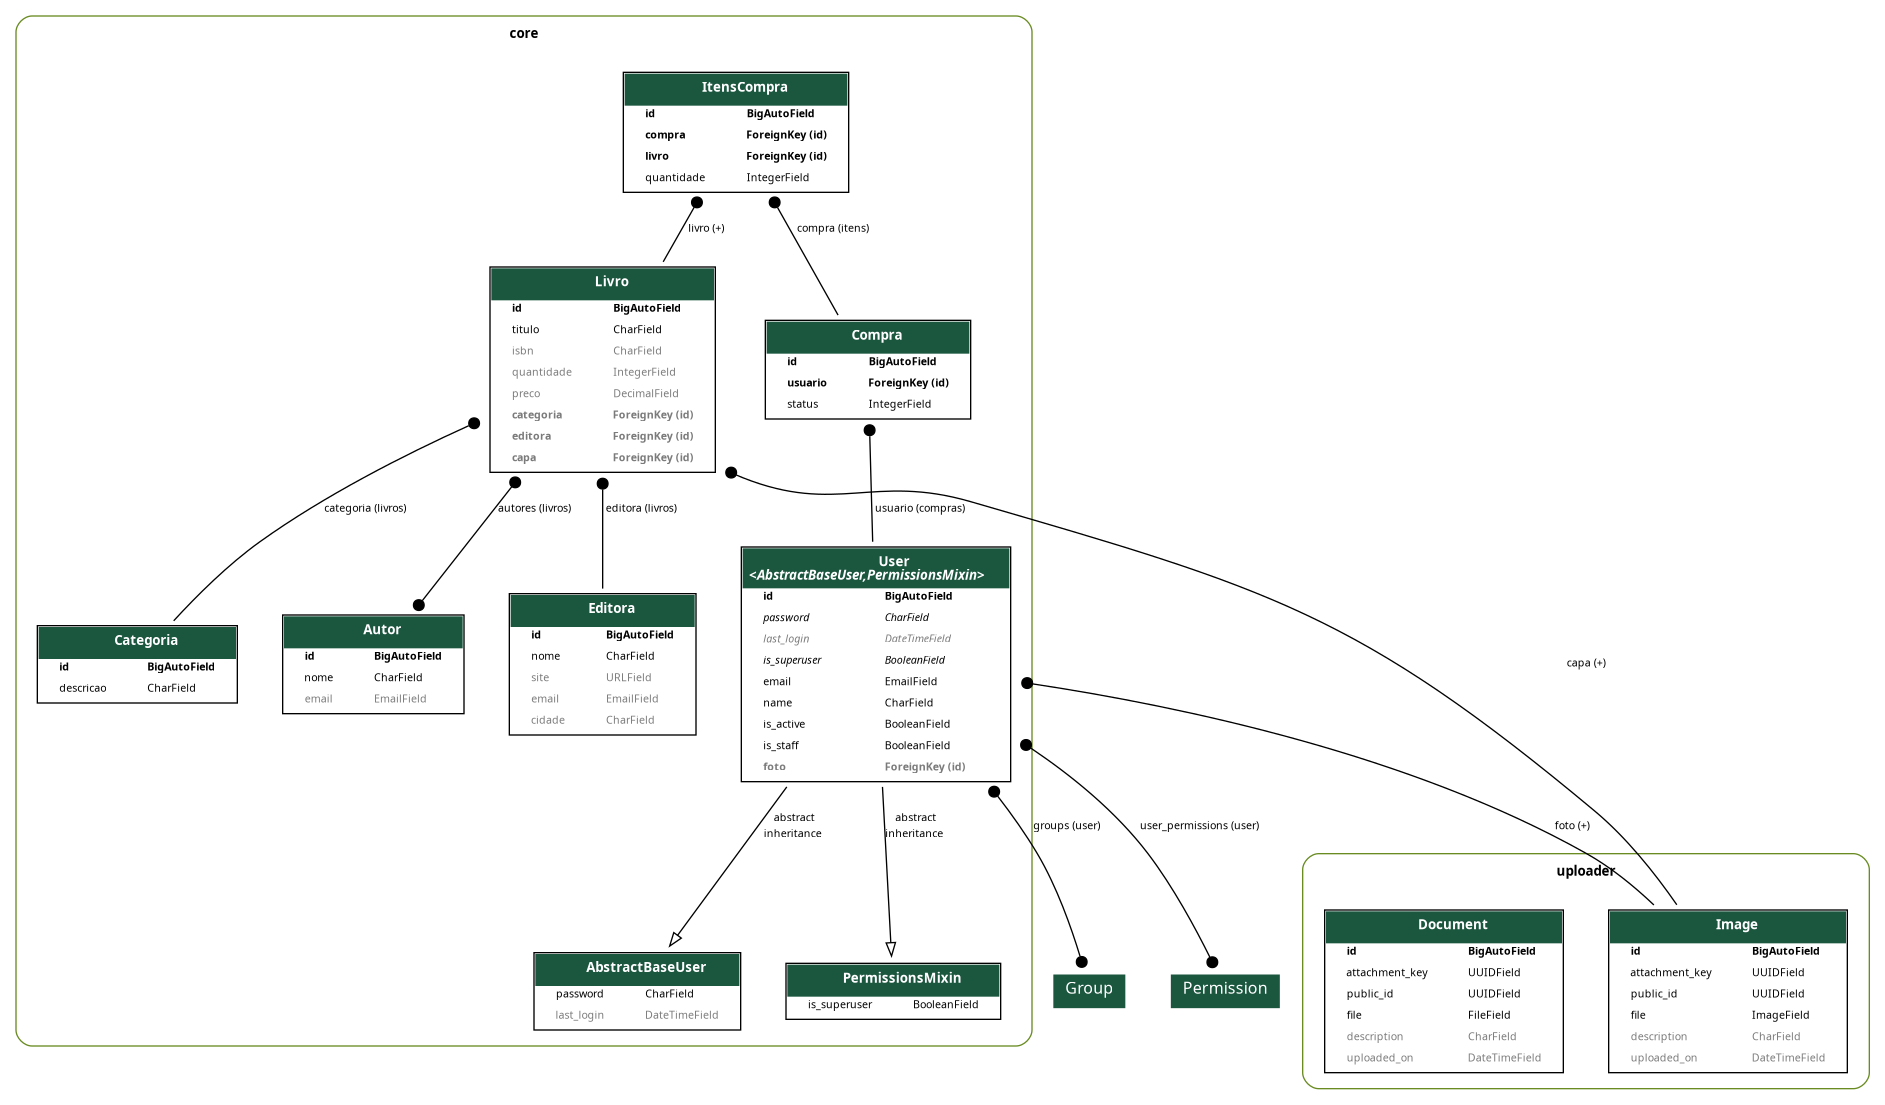 core
ItensCompra
id BigAutoField
compra ForeignKey (id)
livro ForeignKey (id)
quantidade IntegerField
livro (+)
compra (itens)
Livro
id BigAutoField
titulo CharField
isbn CharField
quantidade IntegerField
preco DecimalField
categoria ForeignKey (id)
editora ForeignKey (id)
capa ForeignKey (id)
Compra
id BigAutoField
usuario ForeignKey (id)
status IntegerField
categoria (livros)
autores (livros)
editora (livros)
usuario (compras)
capa (+)
Categoria
id BigAutoField
descricao CharField
Autor
id BigAutoField
nome CharField
email EmailField
Editora
id BigAutoField
nome CharField
site URLField
email EmailField
cidade CharField
User
<AbstractBaseUser,PermissionsMixin>
id BigAutoField
password CharField
last_login DateTimeField
is_superuser BooleanField
email EmailField
name CharField
is_active BooleanField
is_staff BooleanField
foto ForeignKey (id)
abstract
inheritance
abstract
inheritance
groups (user)
user_permissions (user)
foto (+)
AbstractBaseUser
password CharField
last_login DateTimeField
PermissionsMixin
is_superuser BooleanField
Group
Permission
uploader
Document
id BigAutoField
attachment_key UUIDField
public_id UUIDField
file FileField
description CharField
uploaded_on DateTimeField
Image
id BigAutoField
attachment_key UUIDField
public_id UUIDField
file ImageField
description CharField
uploaded_on DateTimeField